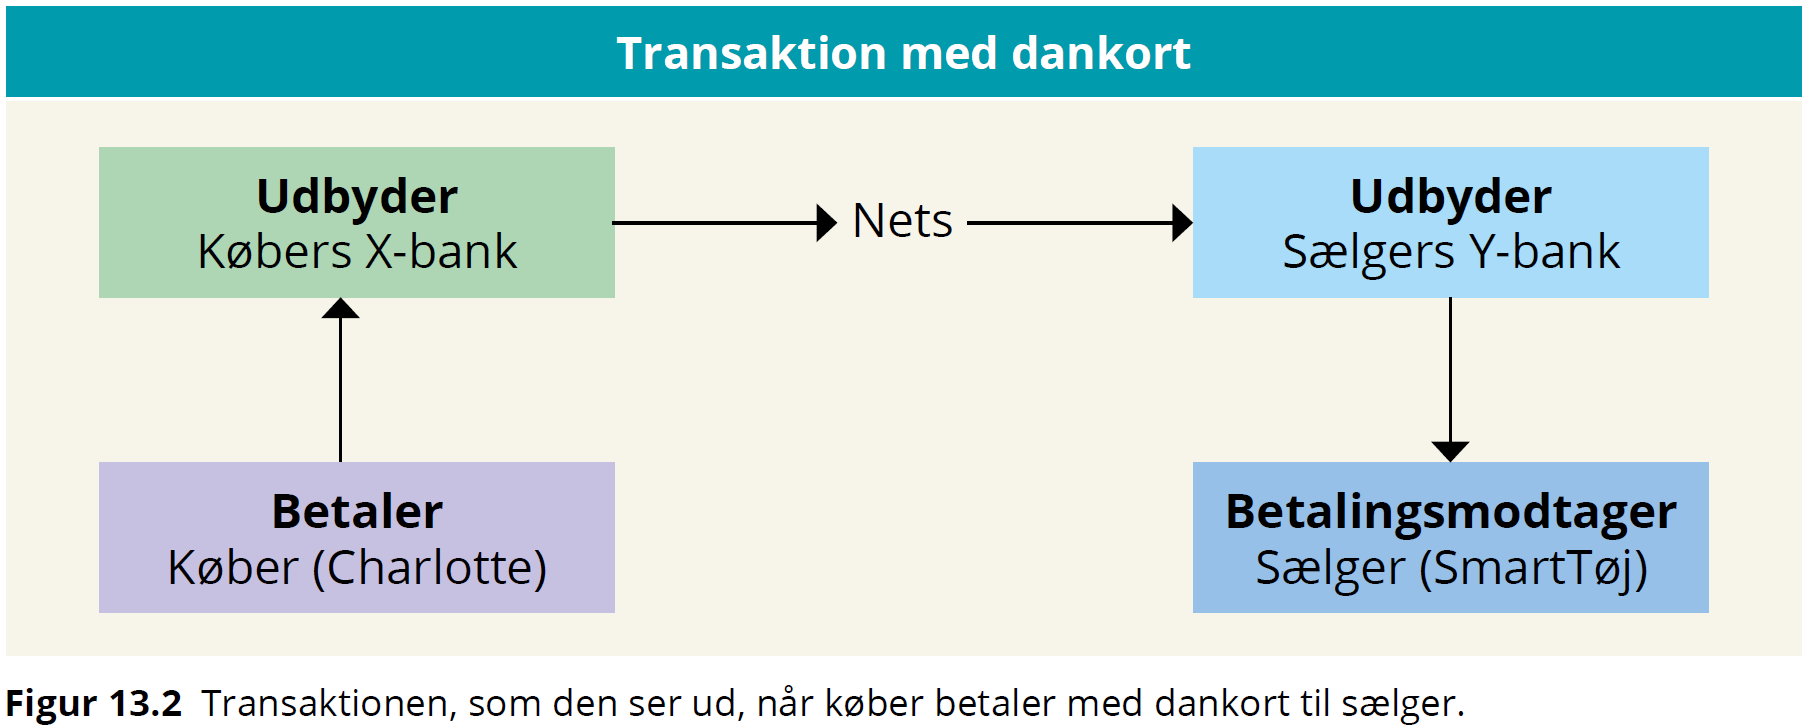 Transaktion med dankort
Udbyder
Købers X-bank
Nets
Udbyder
Sælgers Y-bank
Betaler
Køber (Charlotte)
Betalingsmodtager
Sælger (SmartTøj)
Figur 13.2 Transaktionen, som den ser ud, når køber betaler med dankort til sælger.